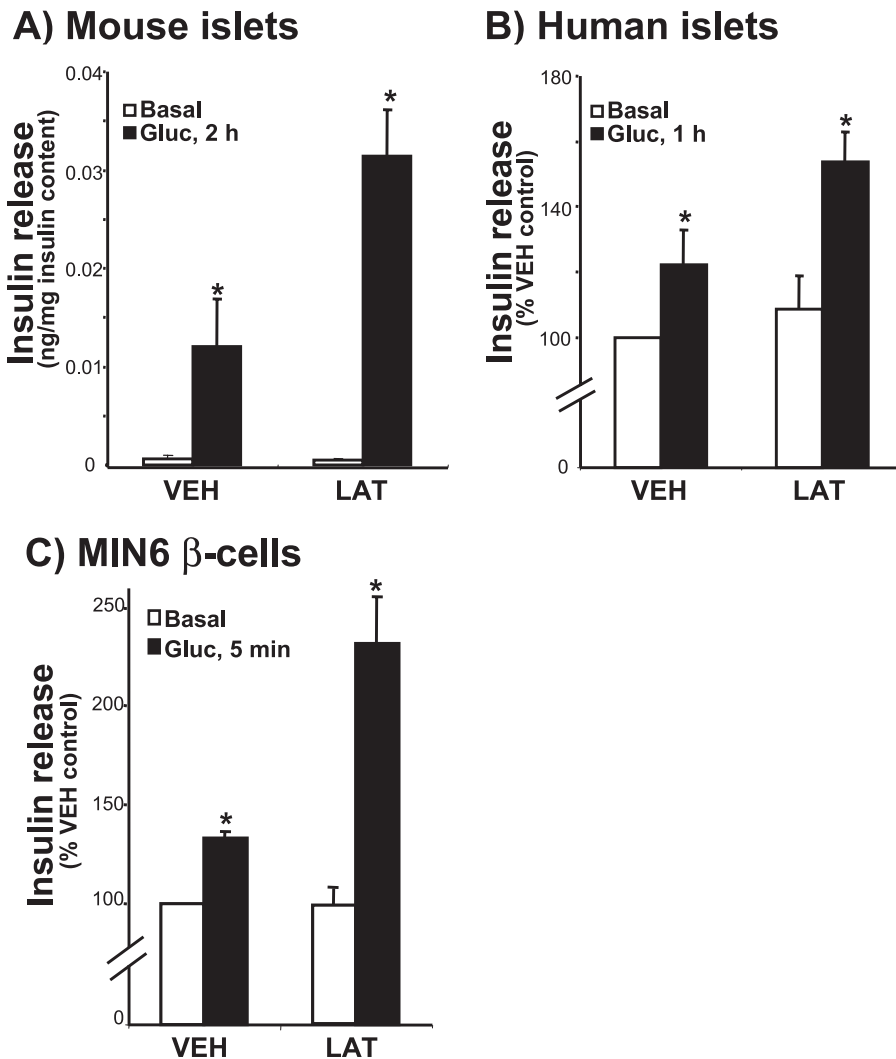 A) Mouse islets
Insulin release
(ng/mg insulin content)
0.04
0.03
0.02
0.01
0
Basal
Gluc, 2 h
*
*
VEH
LAT
B) Human islets
Insulin release
(% VEH control)
180
140
100
0
Basal
Gluc, 1 h
*
*
VEH
LAT
C) MIN6 β-cells
Insulin release
(% VEH control)
250
200
150
100
0
Basal
Gluc, 5 min
*
*
VEH
LAT